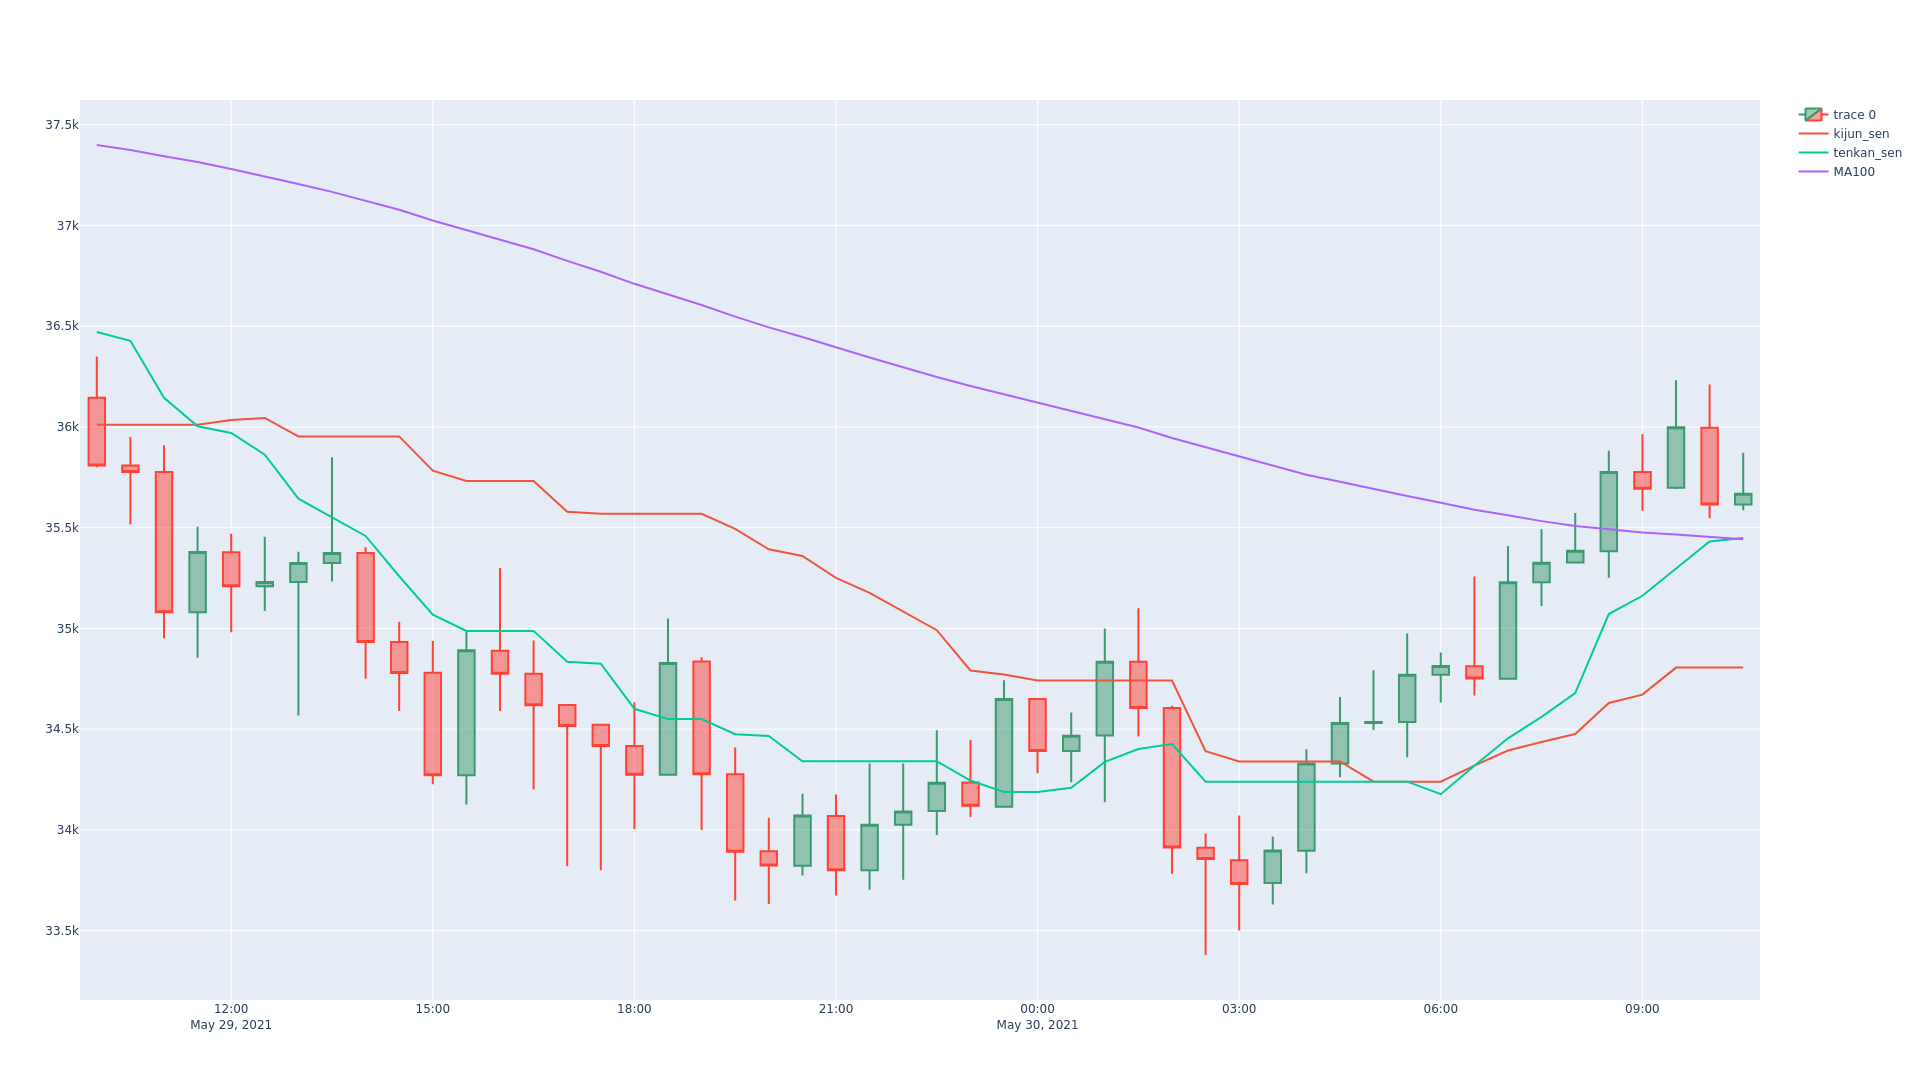 37.5k
37k
36.5k
36k
35.5k
35k
34.5k
34k
33.5k
12:00
May 29, 2021
15:00
18:00
21:00
00:00
May 30, 2021
03:00
06:00
09:00
trace 0
kijun_sen
tenkan_sen
MA100